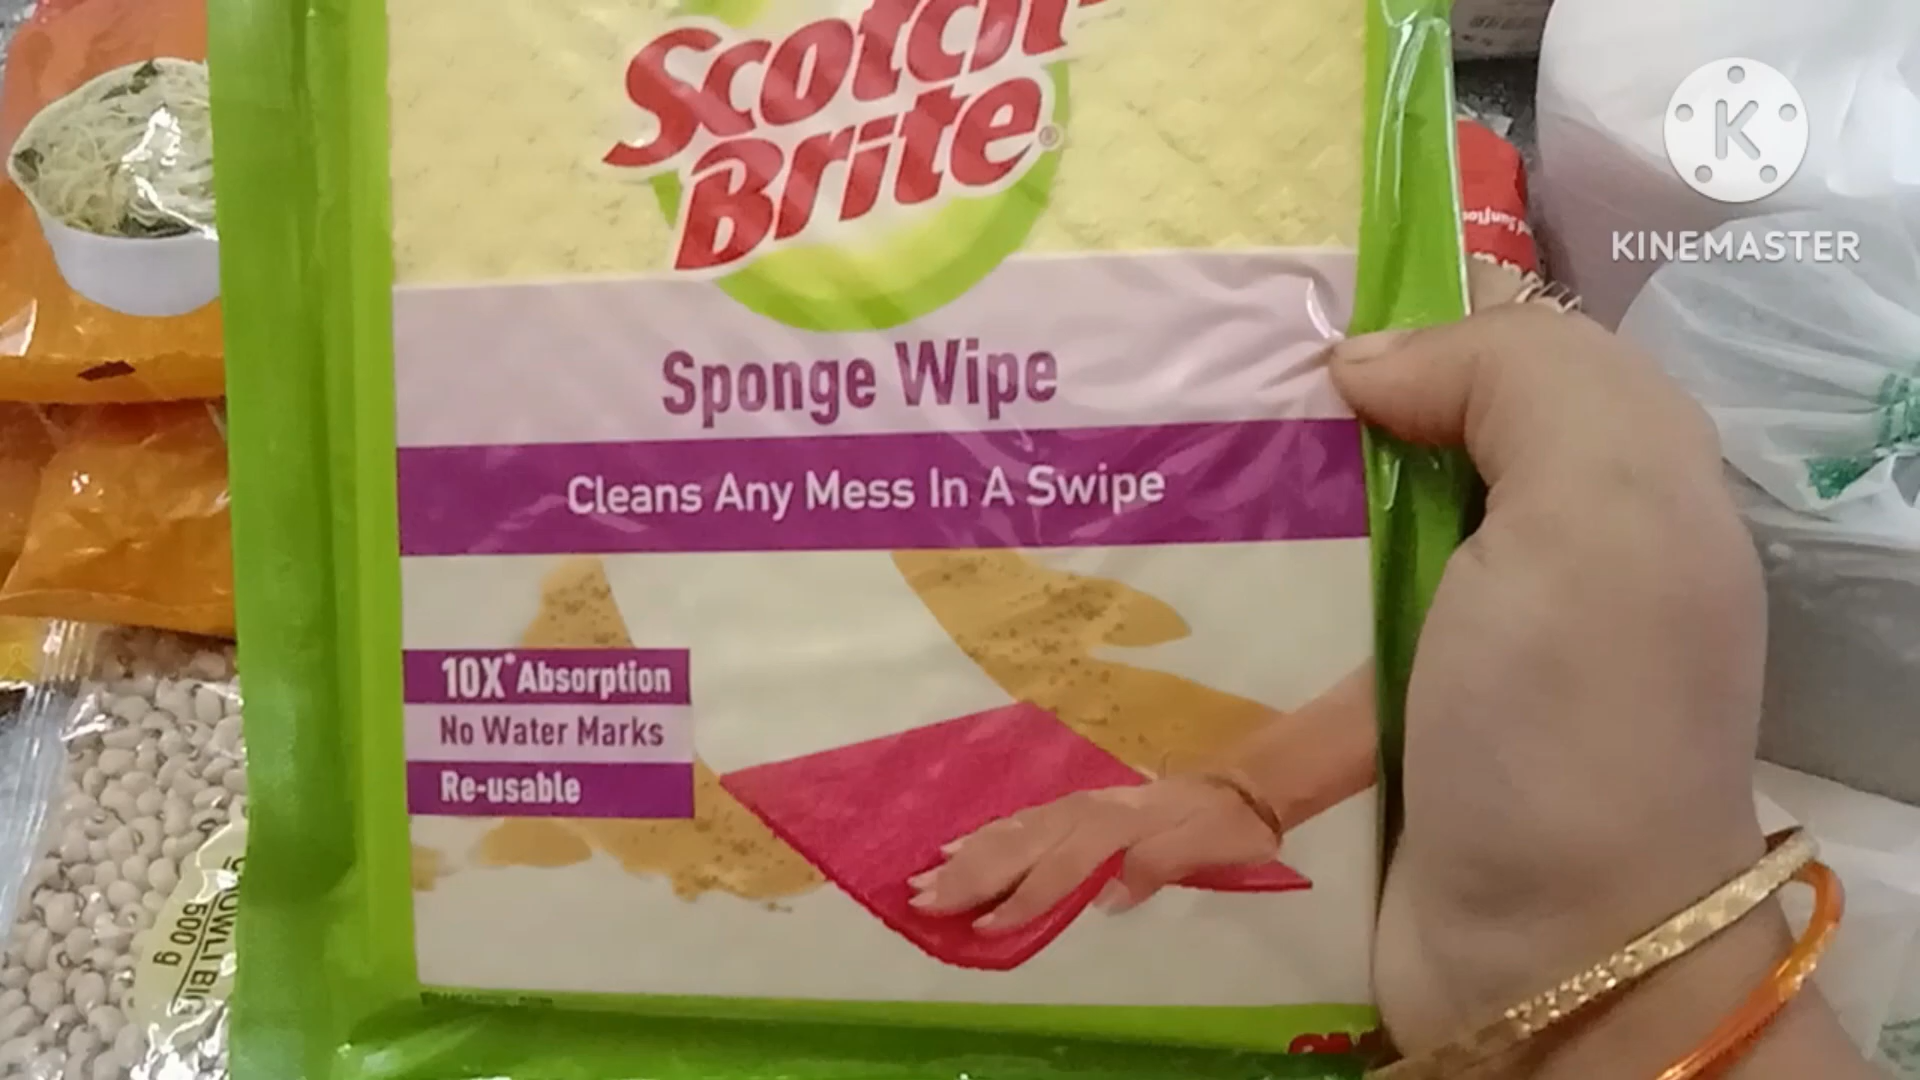 Scotch-
Brite®
Sponge Wipe
Cleans Any Mess In A Swipe
10X* Absorption
No Water Marks
Re-usable
KINEMASTER
500 g